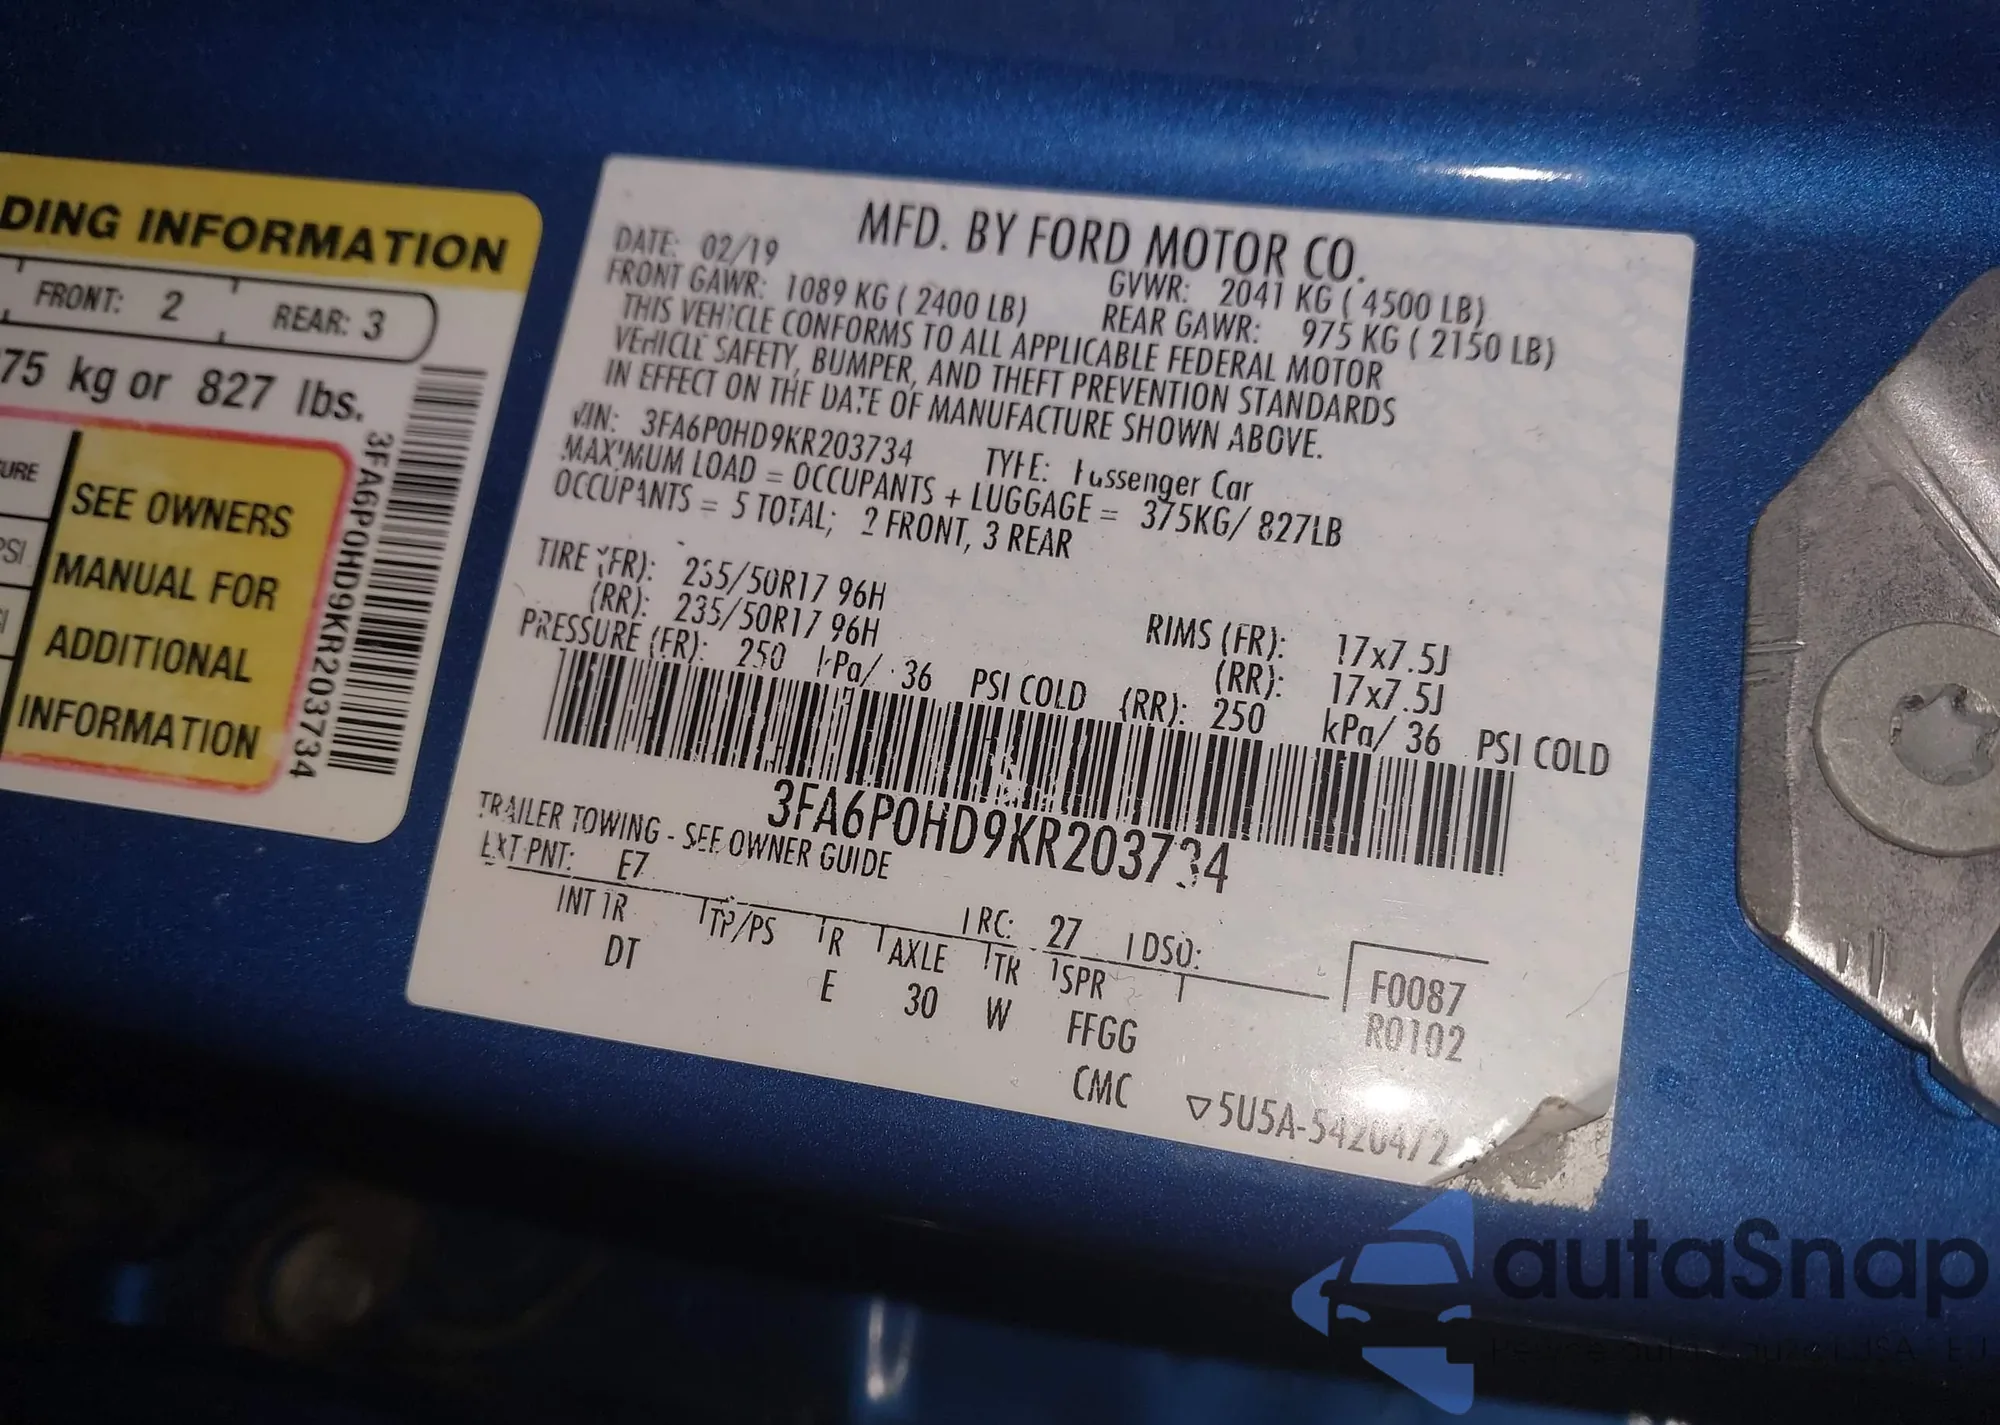 DING INFORMATION
FRONT: 2 REAR: 3
75 kg or 827 lbs.
URE
PSI
SEE OWNERS
MANUAL FOR
ADDITIONAL
INFORMATION
3FA6P0HD9KR203734
MFD. BY FORD MOTOR CO.
DATE: 02/19 GVWR: 2041 KG ( 4500 LB)
FRONT GAWR: 1089 KG ( 2400 LB) REAR GAWR: 975 KG ( 2150 LB)
THIS VEHICLE CONFORMS TO ALL APPLICABLE FEDERAL MOTOR
VEHICLE SAFETY, BUMPER, AND THEFT PREVENTION STANDARDS
IN EFFECT ON THE DATE OF MANUFACTURE SHOWN ABOVE.
VIN: 3FA6P0HD9KR203734 TYPE: Passenger Car
MAXIMUM LOAD = OCCUPANTS + LUGGAGE = 375KG/ 827LB
OCCUPANTS = 5 TOTAL; 2 FRONT, 3 REAR
TIRE (FR): 235/50R17 96H RIMS (FR): 17x7.5J
(RR): 235/50R17 96H (RR): 17x7.5J
PRESSURE (FR): 250 kPa/ 36 PSI COLD (RR): 250 kPa/ 36 PSI COLD
3FA6P0HD9KR203734
TRAILER TOWING - SEE OWNER GUIDE
EXT PNT: E7 RC: 27 DSO:
INT TR TP/PS R AXLE TR SPR F0087
DT E 30 W FFGG R0102
CMC ▽5U5A-5420472
autaSnap